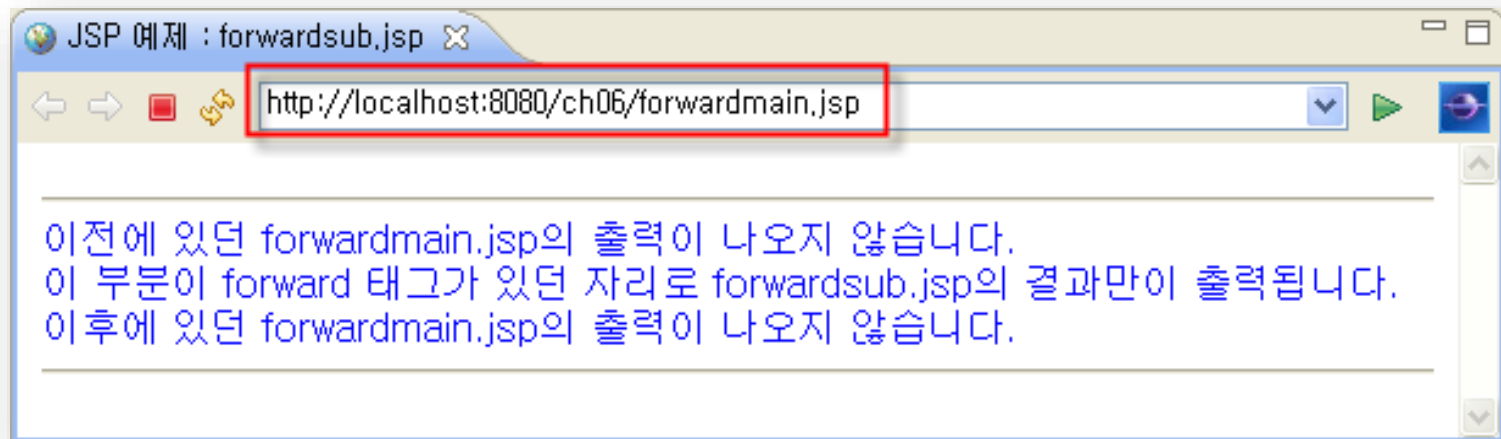 JSP 예제 : forwardsub.jsp
http://localhost:8080/ch06/forwardmain.jsp
이전에 있던 forwardmain.jsp의 출력이 나오지 않습니다.
이 부분이 forward 태그가 있던 자리로 forwardsub.jsp의 결과만이 출력됩니다.
이후에 있던 forwardmain.jsp의 출력이 나오지 않습니다.